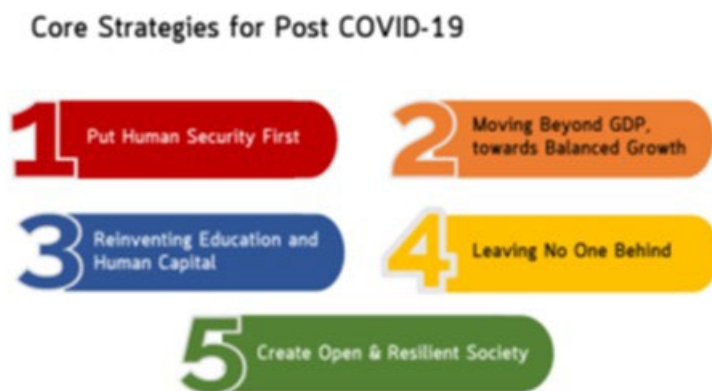 Core Strategies for Post COVID-19
1
Put Human Security First
2
Moving Beyond GDP,
towards Balanced Growth
3
Reinventing Education and
Human Capital
4
Leaving No One Behind
5
Create Open & Resilient Society